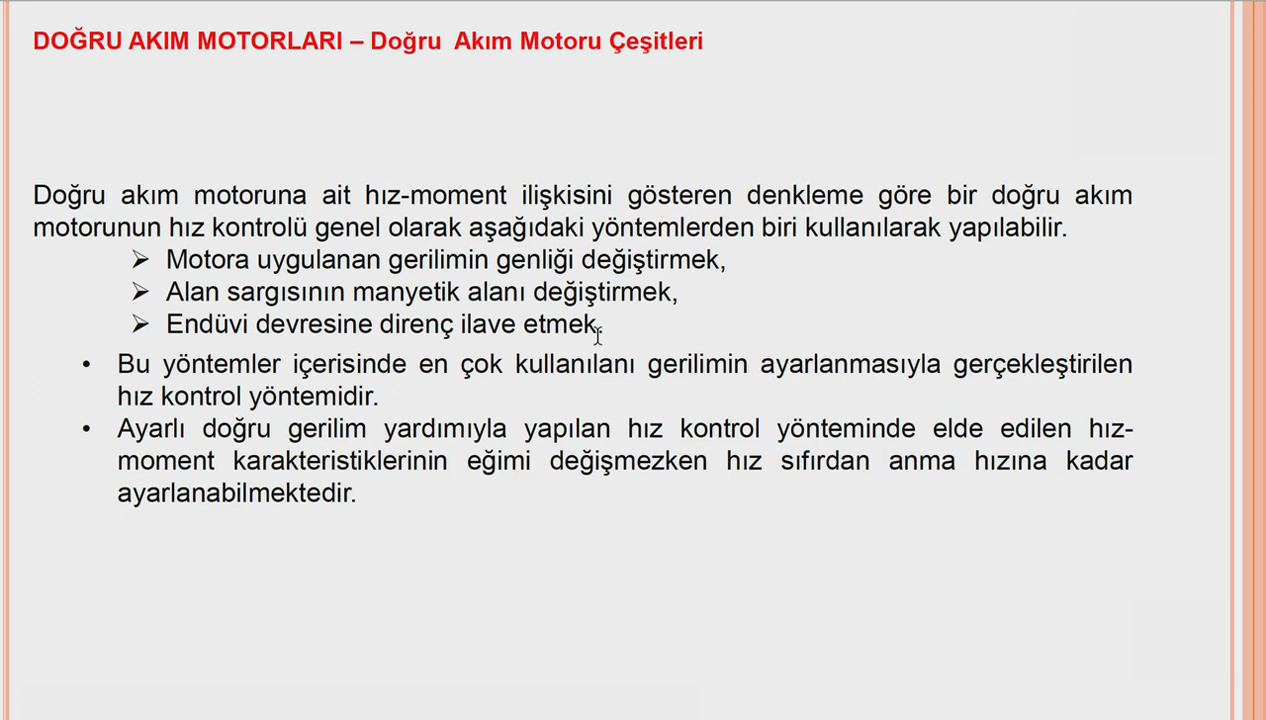 DOĞRU AKIM MOTORLARI – Doğru Akım Motoru Çeşitleri
Doğru akım motoruna ait hız-moment ilişkisini gösteren denkleme göre bir doğru akım
motorunun hız kontrolü genel olarak aşağıdaki yöntemlerden biri kullanılarak yapılabilir.
➢ Motora uygulanan gerilimin genliği değiştirmek,
➢ Alan sargısının manyetik alanı değiştirmek,
➢ Endüvi devresine direnç ilave etmek.
• Bu yöntemler içerisinde en çok kullanılanı gerilimin ayarlanmasıyla gerçekleştirilen
hız kontrol yöntemidir.
• Ayarlı doğru gerilim yardımıyla yapılan hız kontrol yönteminde elde edilen hız-
moment karakteristiklerinin eğimi değişmezken hız sıfırdan anma hızına kadar
ayarlanabilmektedir.